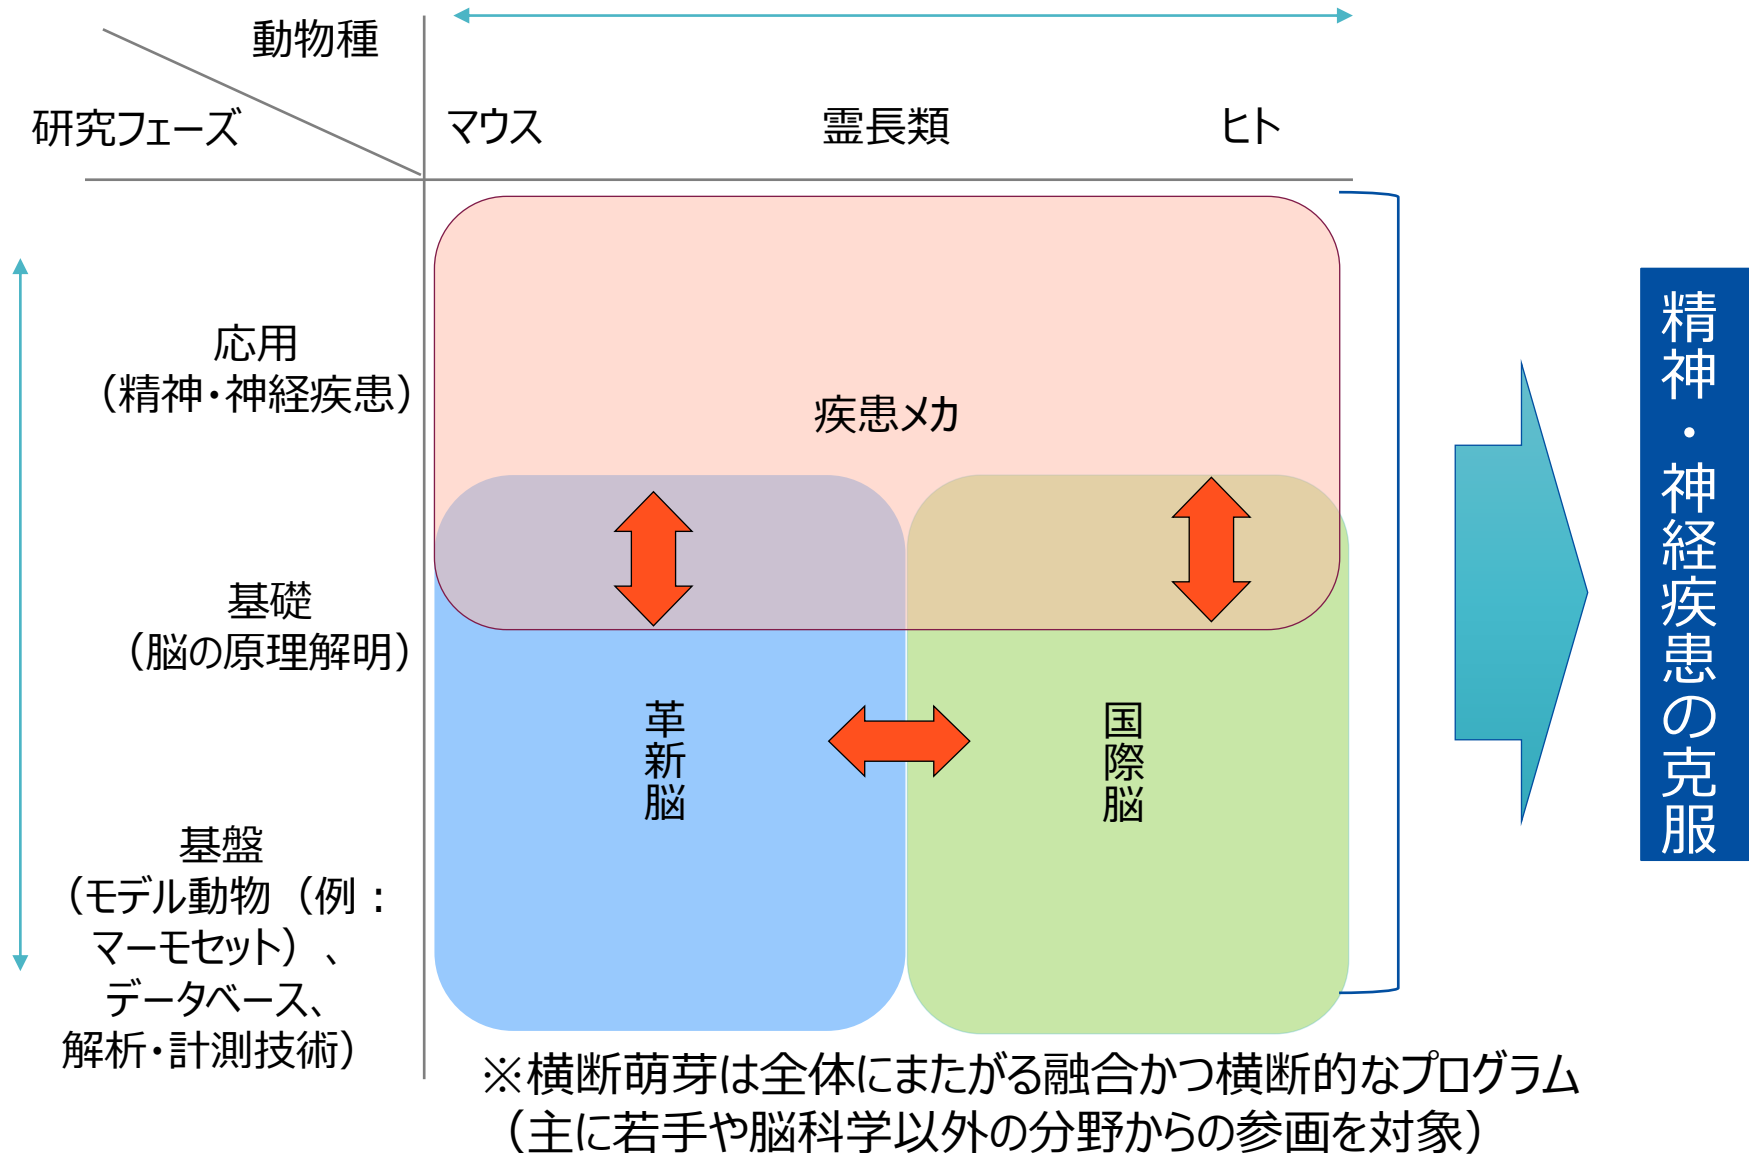 動物種
研究フェーズ
マウス
霊長類
ヒト
応用
（精神・神経疾患）
疾患メカ
基礎
（脳の原理解明）
革新脳
国際脳
基盤
（モデル動物（例：
マーモセット）、
データベース、
解析・計測技術）
精神・神経疾患の克服
※横断萌芽は全体にまたがる融合かつ横断的なプログラム
（主に若手や脳科学以外の分野からの参画を対象）